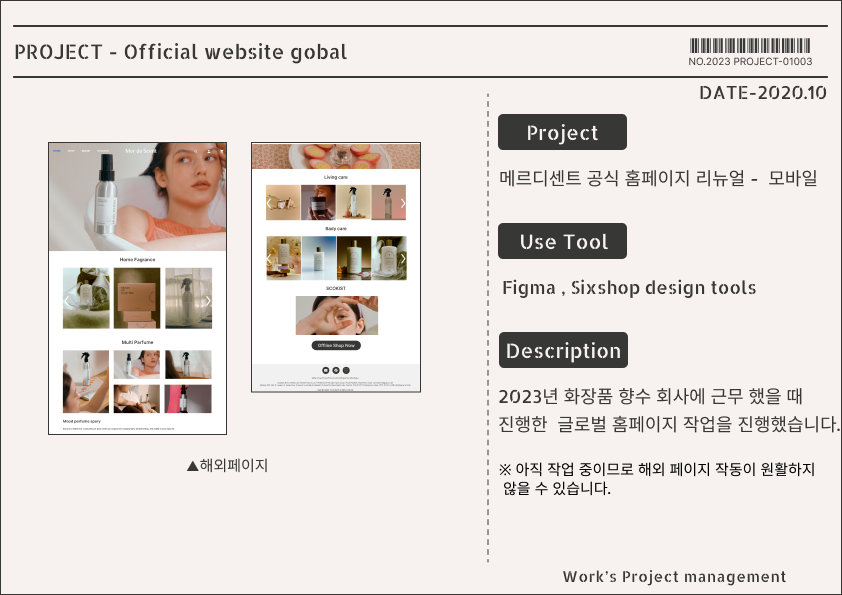 PROJECT - Official website gobal
NO.2023 PROJECT-01003
DATE-2020.10
Project
메르디센트 공식 홈페이지 리뉴얼 - 모바일
Use Tool
Figma , Sixshop design tools
Description
2023년 화장품 향수 회사에 근무 했을 때
진행한 글로벌 홈페이지 작업을 진행했습니다.
※ 아직 작업 중이므로 해외 페이지 작동이 원활하지
않을 수 있습니다.
Home Fagrance
Multi Perfume
Mood perfume spary
Living care
Body care
SCOKIST
Offline Shop Now
▲해외페이지
Work's Project management